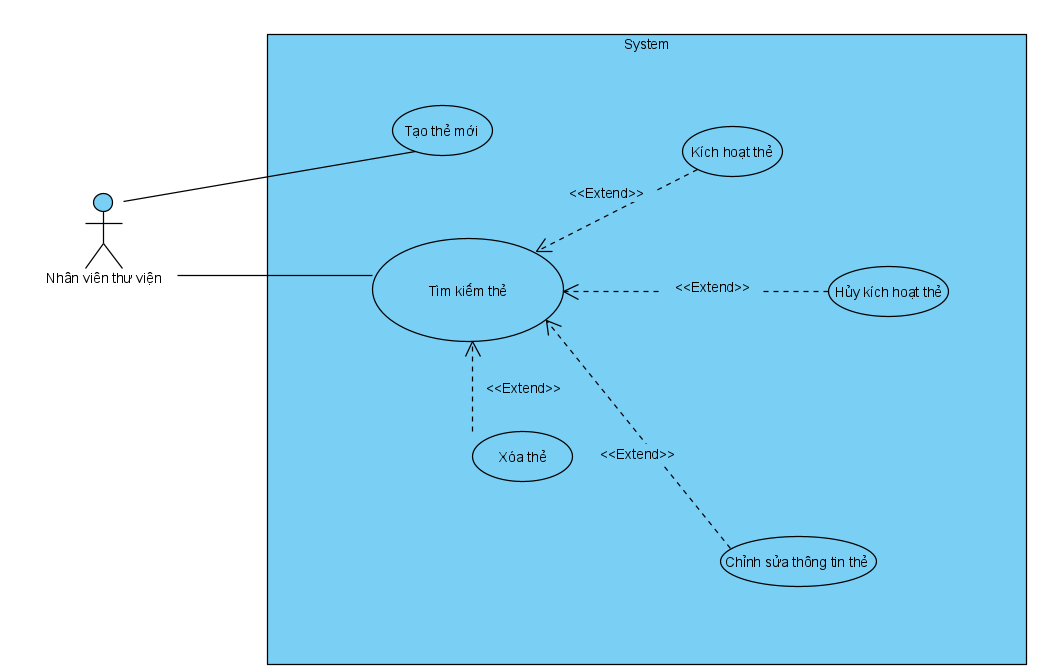 System
Tạo thẻ mới
Kích hoạt thẻ
<<Extend>>
Nhân viên thư viện
Tìm kiếm thẻ
<<Extend>>
Hủy kích hoạt thẻ
<<Extend>>
Xóa thẻ
<<Extend>>
Chỉnh sửa thông tin thẻ